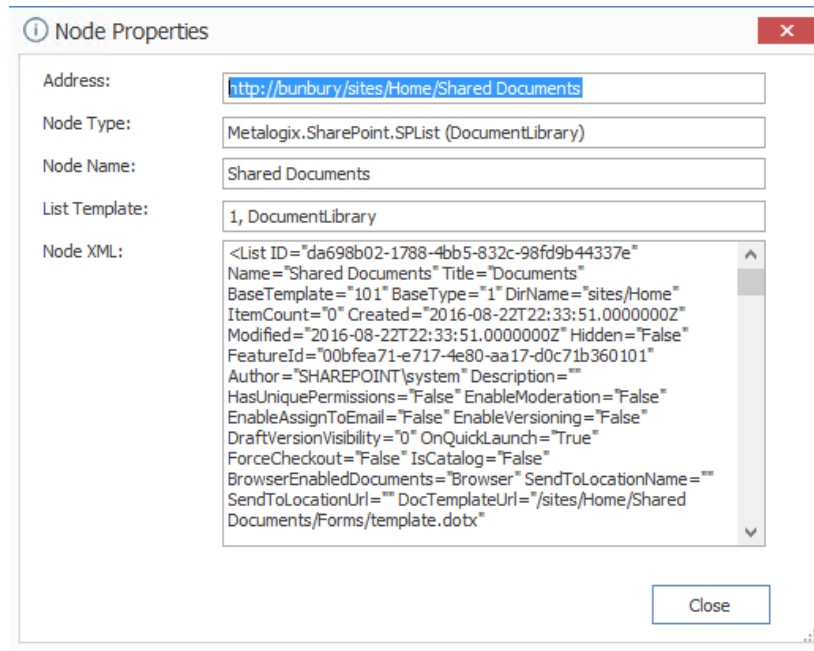 Node Properties
Address:
http://bunbury/sites/Home/Shared Documents
Node Type:
Metalogix.SharePoint.SPList (DocumentLibrary)
Node Name:
Shared Documents
List Template:
1, DocumentLibrary
Node XML:
<List ID="da698b02-1788-4bb5-832c-98fd9b44337e"
Name="Shared Documents" Title="Documents"
BaseTemplate="101" BaseType="1" DirName="sites/Home"
ItemCount="0" Created="2016-08-22T22:33:51.0000000Z"
Modified="2016-08-22T22:33:51.0000000Z" Hidden="False"
FeatureId="00bfea71-e717-4e80-aa17-d0c71b360101"
Author="SHAREPOINT\system" Description=""
HasUniquePermissions="False" EnableModeration="False"
EnableAssignToEmail="False" EnableVersioning="False"
DraftVersionVisibility="0" OnQuickLaunch="True"
ForceCheckout="False" IsCatalog="False"
BrowserEnabledDocuments="Browser" SendToLocationName=""
SendToLocationUrl="" DocTemplateUrl="/sites/Home/Shared
Documents/Forms/template.dotx"
Close